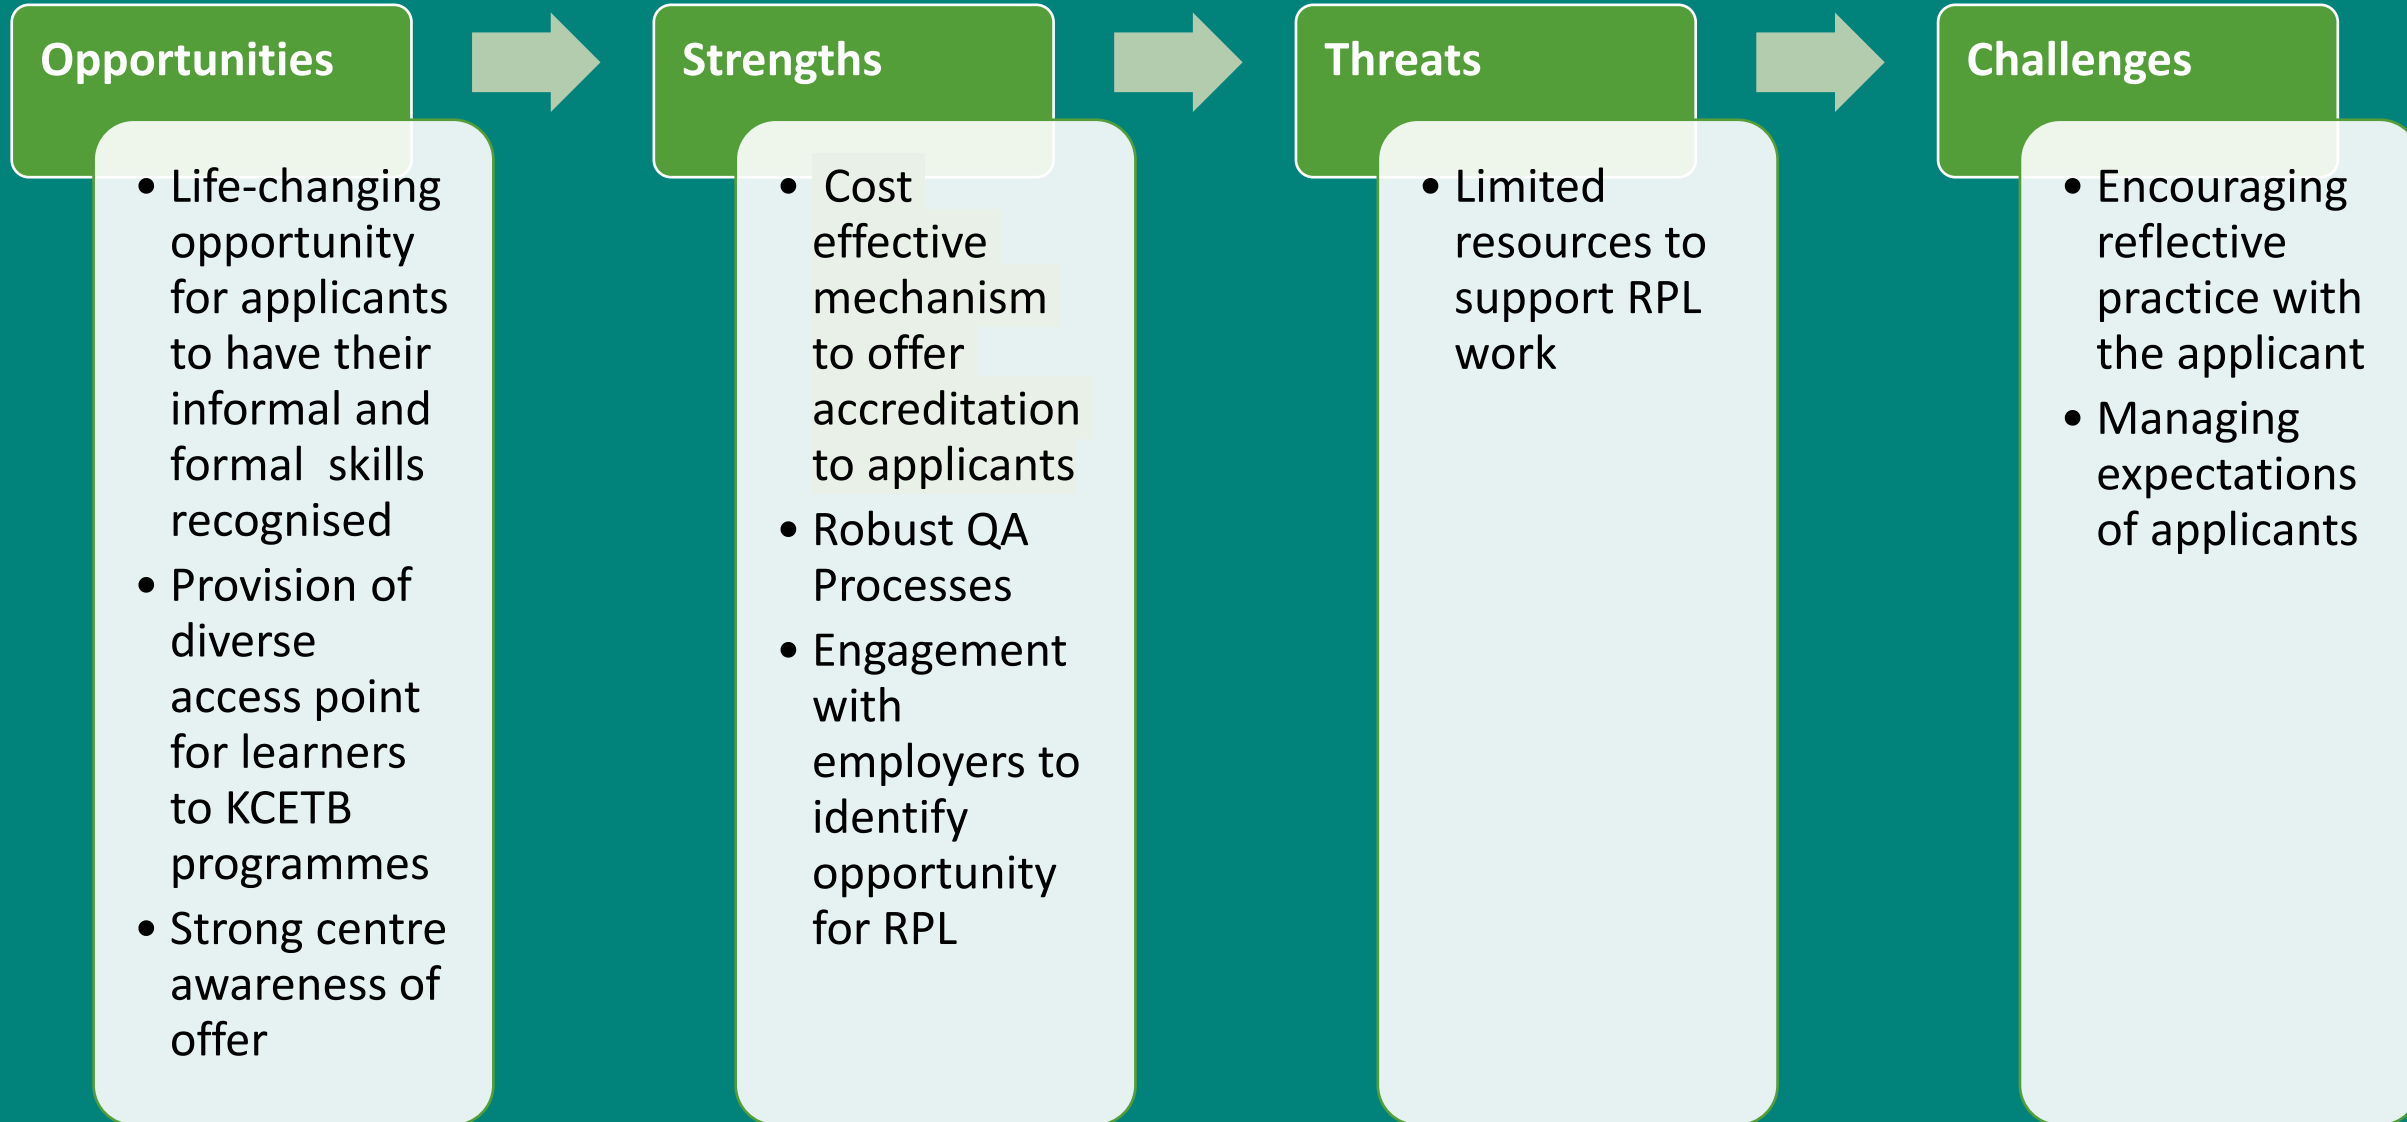 Opportunities
• Life-changing
opportunity
for applicants
to have their
informal and
formal  skills
recognised
• Provision of
diverse
access point
for learners
to KCETB
programmes
• Strong centre
awareness of
offer
Strengths
• Cost
effective
mechanism
to offer
accreditation
to applicants
• Robust QA
Processes
• Engagement
with
employers to
identify
opportunity
for RPL
Threats
• Limited
resources to
support RPL
work
Challenges
• Encouraging
reflective
practice with
the applicant
• Managing
expectations
of applicants